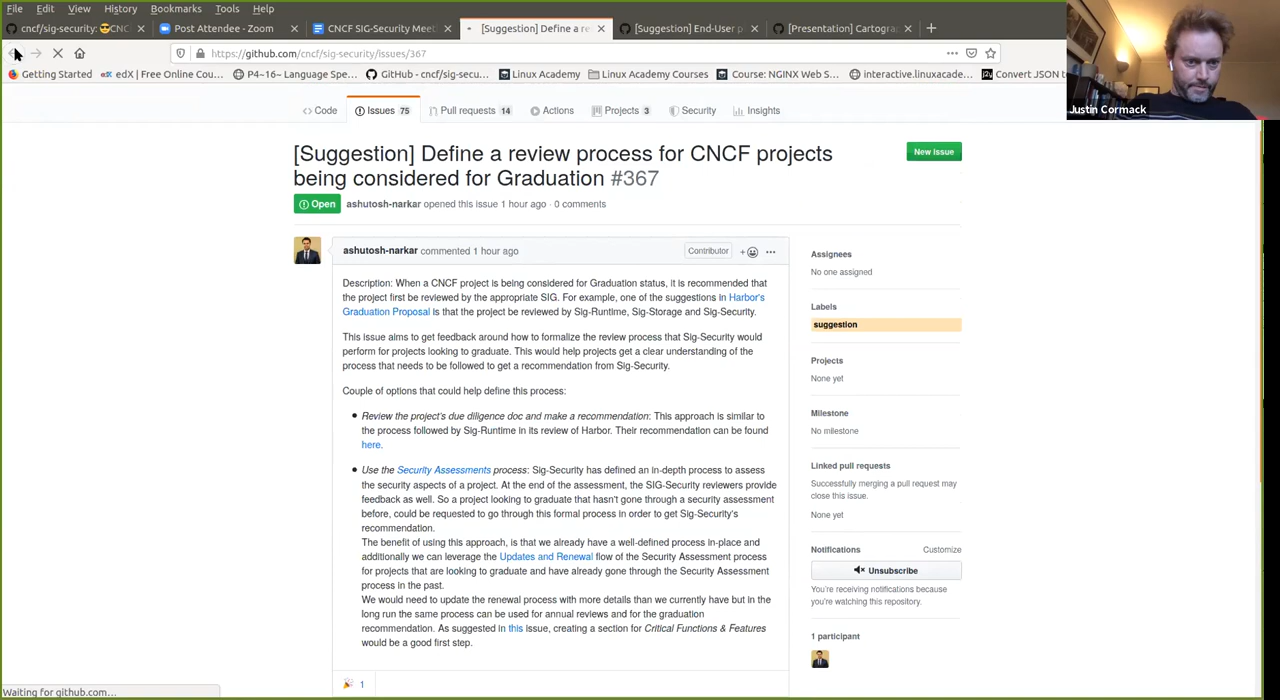 File Edit View History Bookmarks Tools Help
cncf/sig-security: 😎CNC
Post Attendee - Zoom
CNCF SIG-Security Meet
[Suggestion] Define a re
[Suggestion] End-User p
[Presentation] Cartogra
https://github.com/cncf/sig-security/issues/367
Getting Started
edX | Free Online Cou...
P4~16~ Language Spe...
GitHub - cncf/sig-secu...
Linux Academy
Linux Academy Courses
Course: NGINX Web S...
interactive.linuxacade...
Convert JSON t
Justin Cormack
Code
Issues 75
Pull requests 14
Actions
Projects 3
Security
Insights
[Suggestion] Define a review process for CNCF projects
being considered for Graduation #367
New issue
Open
ashutosh-narkar opened this issue 1 hour ago · 0 comments
ashutosh-narkar commented 1 hour ago
Contributor
Description: When a CNCF project is being considered for Graduation status, it is recommended that
the project first be reviewed by the appropriate SIG. For example, one of the suggestions in Harbor's
Graduation Proposal is that the project be reviewed by Sig-Runtime, Sig-Storage and Sig-Security.
This issue aims to get feedback around how to formalize the review process that Sig-Security would
perform for projects looking to graduate. This would help projects get a clear understanding of the
process that needs to be followed to get a recommendation from Sig-Security.
Couple of options that could help define this process:
Review the project's due diligence doc and make a recommendation: This approach is similar to
the process followed by Sig-Runtime in its review of Harbor. Their recommendation can be found
here.
Use the Security Assessments process: Sig-Security has defined an in-depth process to assess
the security aspects of a project. At the end of the assessment, the SIG-Security reviewers provide
feedback as well. So a project looking to graduate that hasn't gone through a security assessment
before, could be requested to go through this formal process in order to get Sig-Security's
recommendation.
The benefit of using this approach, is that we already have a well-defined process in-place and
additionally we can leverage the Updates and Renewal flow of the Security Assessment process
for projects that are looking to graduate and have already gone through the Security Assessment
process in the past.
We would need to update the renewal process with more details than we currently have but in the
long run the same process can be used for annual reviews and for the graduation
recommendation. As suggested in this issue, creating a section for Critical Functions & Features
would be a good first step.
🎉 1
Assignees
No one assigned
Labels
suggestion
Projects
None yet
Milestone
No milestone
Linked pull requests
Successfully merging a pull request may
close this issue.
None yet
Notifications Customize
Unsubscribe
You're receiving notifications because
you're watching this repository.
1 participant
Waiting for github.com...